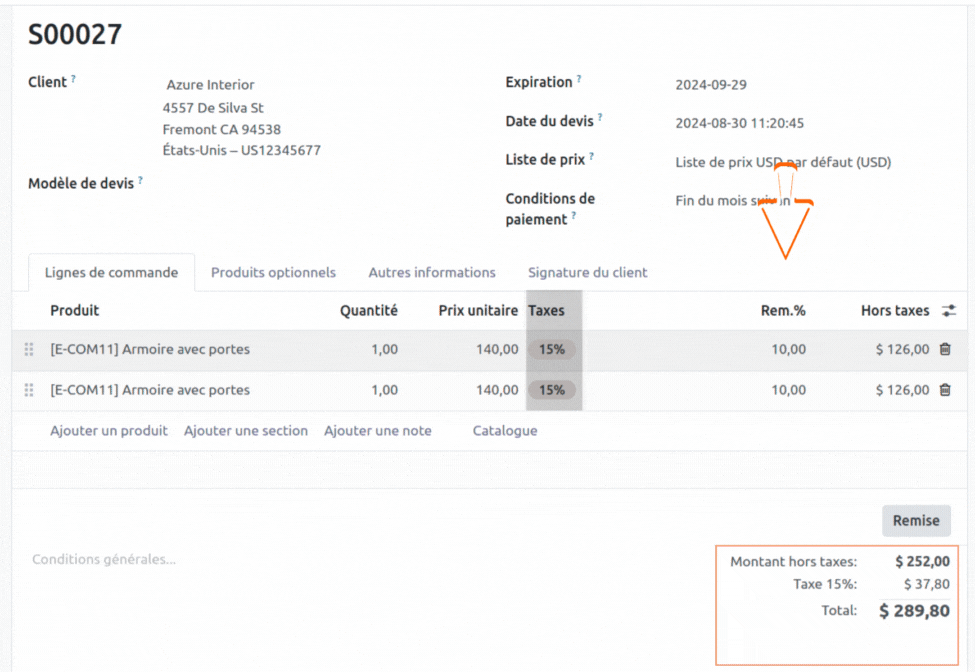 S00027
Client ?
Azure Interior
4557 De Silva St
Fremont CA 94538
États-Unis – US12345677
Modèle de devis ?
Expiration ? 2024-09-29
Date du devis ? 2024-08-30 11:20:45
Liste de prix ? Liste de prix USD par défaut (USD)
Conditions de paiement ? Fin du mois
Lignes de commande Produits optionnels Autres informations Signature du client
Produit Quantité Prix unitaire Taxes Rem.% Hors taxes
[E-COM11] Armoire avec portes 1,00 140,00 15% 10,00 $ 126,00
[E-COM11] Armoire avec portes 1,00 140,00 15% 10,00 $ 126,00
Ajouter un produit Ajouter une section Ajouter une note Catalogue
Remise
Conditions générales...
Montant hors taxes: $ 252,00
Taxe 15%: $ 37,80
Total: $ 289,80